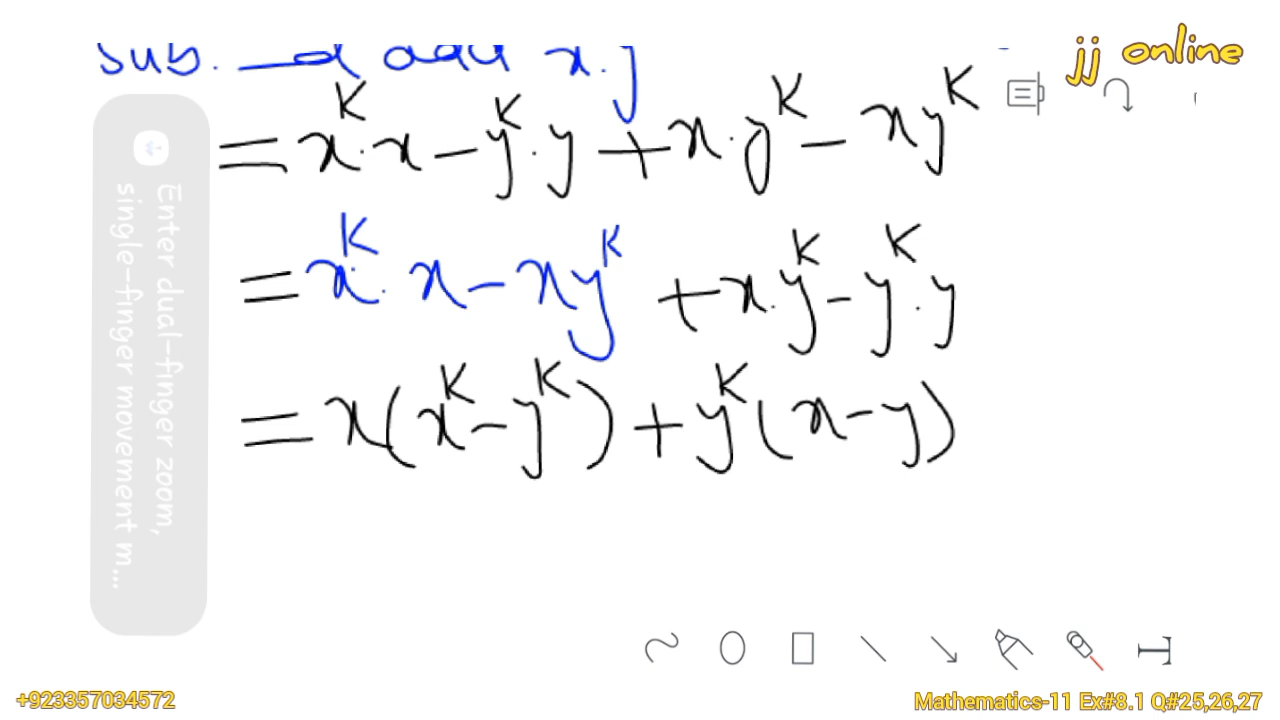 jj online
sub. and add x.y
= x^K . x - y^K . y + x . y^K - xy^K
= x^K . x - xy^K + x . y^K - y^K . y
= x(x^K - y^K) + y^K(x - y)
Enter dual-finger zoom,
single-finger movement m...
+923357034572
Mathematics-11 Ex#8.1 Q#25,26,27